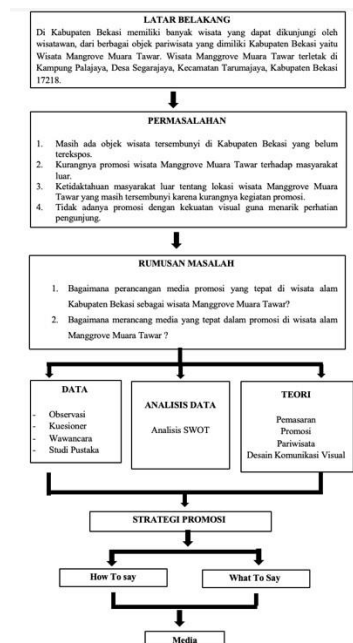 LATAR BELAKANG
Di Kabupaten Bekasi memiliki banyak wisata yang dapat dikunjungi oleh
wisatawan, dari berbagai objek pariwisata yang dimiliki Kabupaten Bekasi yaitu
Wisata Mangrove Muara Tawar. Wisata Manggrove Muara Tawar terletak di
Kampung Palajaya, Desa Segarajaya, Kecamatan Tarumajaya, Kabupaten Bekasi
17218.
PERMASALAHAN
1. Masih ada objek wisata tersembunyi di Kabupaten Bekasi yang belum
terekspos.
2. Kurangnya promosi wisata Manggrove Muara Tawar terhadap masyarakat
luar.
3. Ketidaktahuan masyarakat luar tentang lokasi wisata Manggrove Muara
Tawar yang masih tersembunyi karena kurangnya kegiatan promosi.
4. Tidak adanya promosi dengan kekuatan visual guna menarik perhatian
pengunjung.
RUMUSAN MASALAH
1. Bagaimana perancangan media promosi yang tepat di wisata alam
Kabupaten Bekasi sebagai wisata Manggrove Muara Tawar?
2. Bagaimana merancang media yang tepat dalam promosi di wisata alam
Manggrove Muara Tawar ?
DATA
- Observasi
- Kuesioner
- Wawancara
- Studi Pustaka
ANALISIS DATA
Analisis SWOT
TEORI
Pemasaran
Promosi
Pariwisata
Desain Komunikasi Visual
STRATEGI PROMOSI
How To say
What To Say
Media